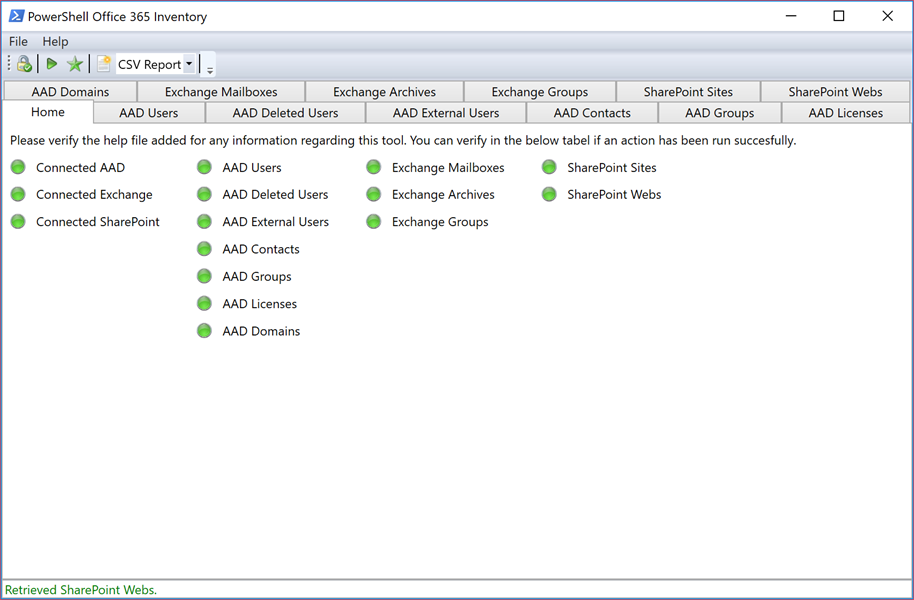 PowerShell Office 365 Inventory
File Help
CSV Report
AAD Domains Exchange Mailboxes Exchange Archives Exchange Groups SharePoint Sites SharePoint Webs
Home AAD Users AAD Deleted Users AAD External Users AAD Contacts AAD Groups AAD Licenses
Please verify the help file added for any information regarding this tool. You can verify in the below tabel if an action has been run succesfully.
Connected AAD AAD Users Exchange Mailboxes SharePoint Sites
Connected Exchange AAD Deleted Users Exchange Archives SharePoint Webs
Connected SharePoint AAD External Users Exchange Groups
AAD Contacts
AAD Groups
AAD Licenses
AAD Domains
Retrieved SharePoint Webs.